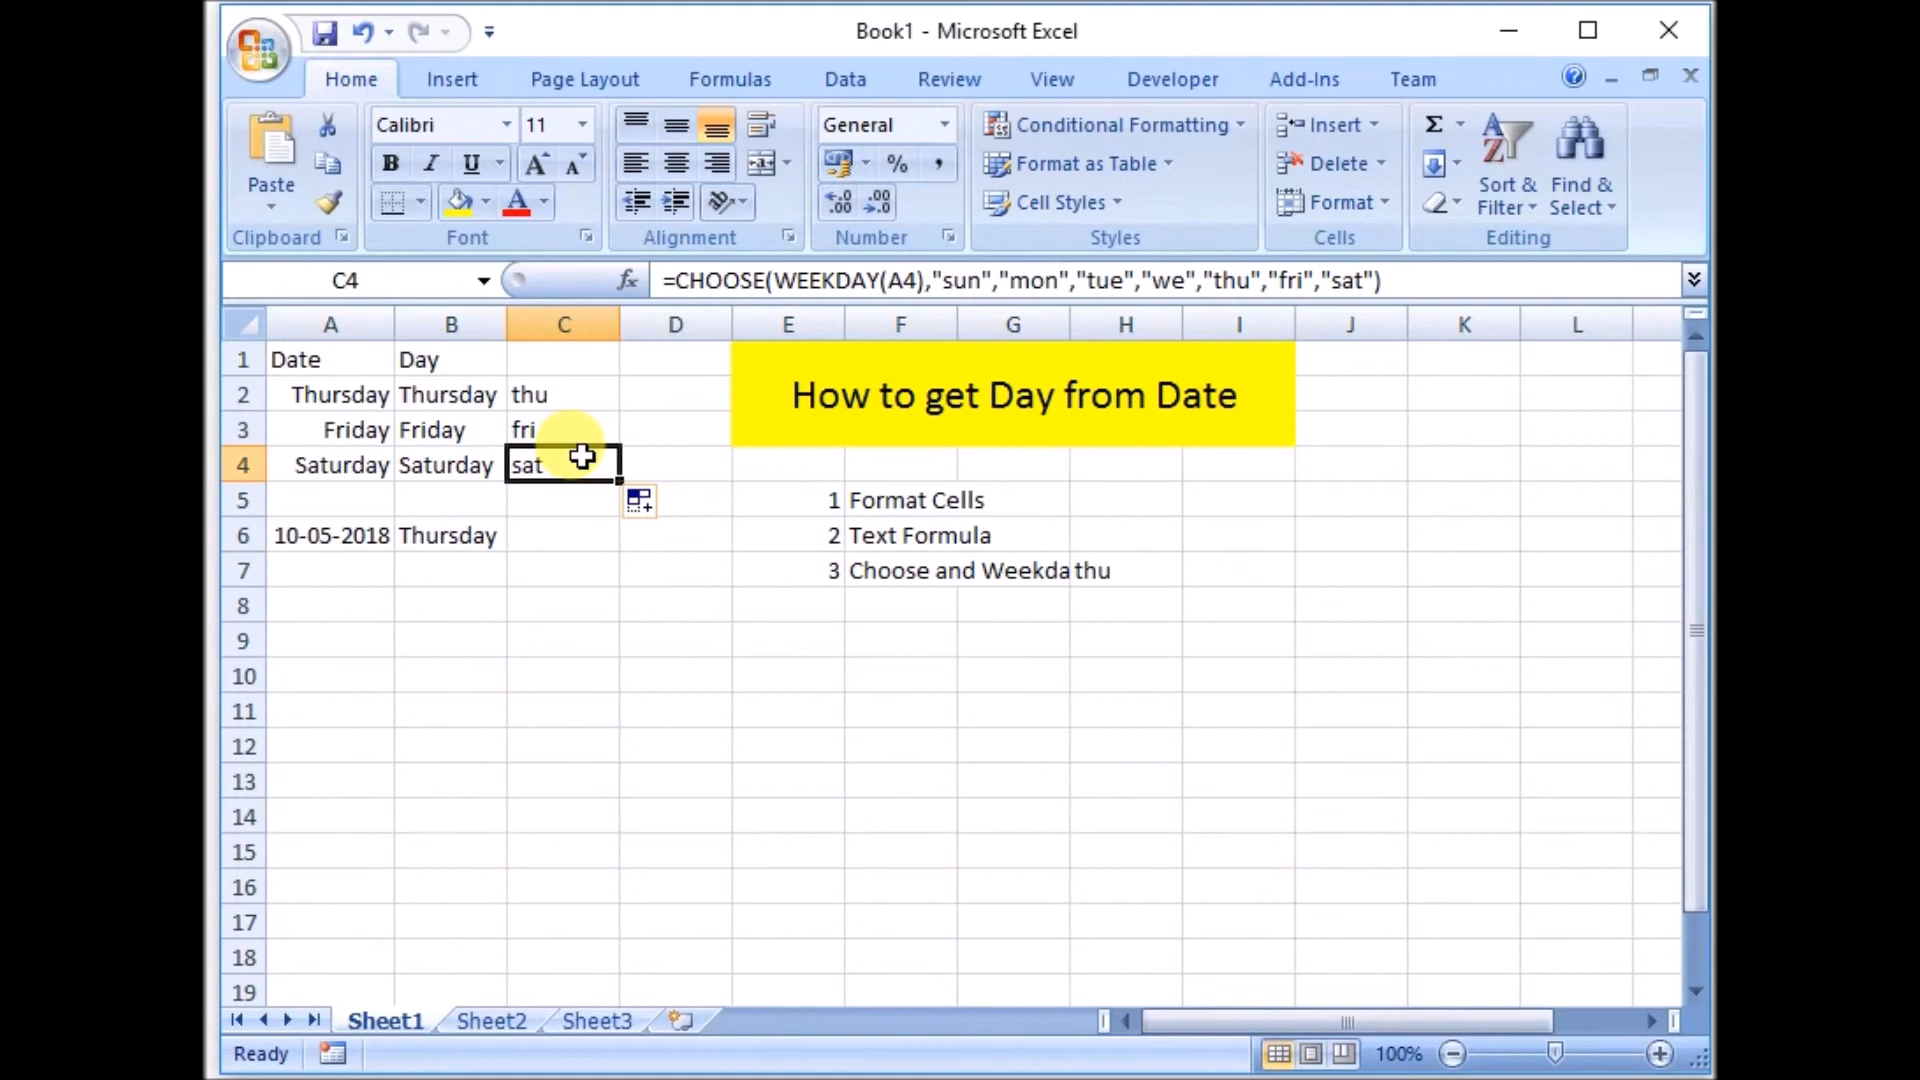 Book1 - Microsoft Excel
Home Insert Page Layout Formulas Data Review View Developer Add-Ins Team
Calibri 11 General Conditional Formatting Insert Σ
Paste B I U A A % , Format as Table Delete Sort & Filter Find & Select
A .00 .00 Cell Styles Format
Clipboard Font Alignment Number Styles Cells Editing
C4 fx =CHOOSE(WEEKDAY(A4),"sun","mon","tue","we","thu","fri","sat")
A B C D E F G H I J K L
1 Date Day
How to get Day from Date
2 Thursday Thursday thu
3 Friday Friday fri
4 Saturday Saturday sat
5 1 Format Cells
6 10-05-2018 Thursday 2 Text Formula
7 3 Choose and Weekda thu
8
9
10
11
12
13
14
15
16
17
18
19
Sheet1 Sheet2 Sheet3
Ready 100%